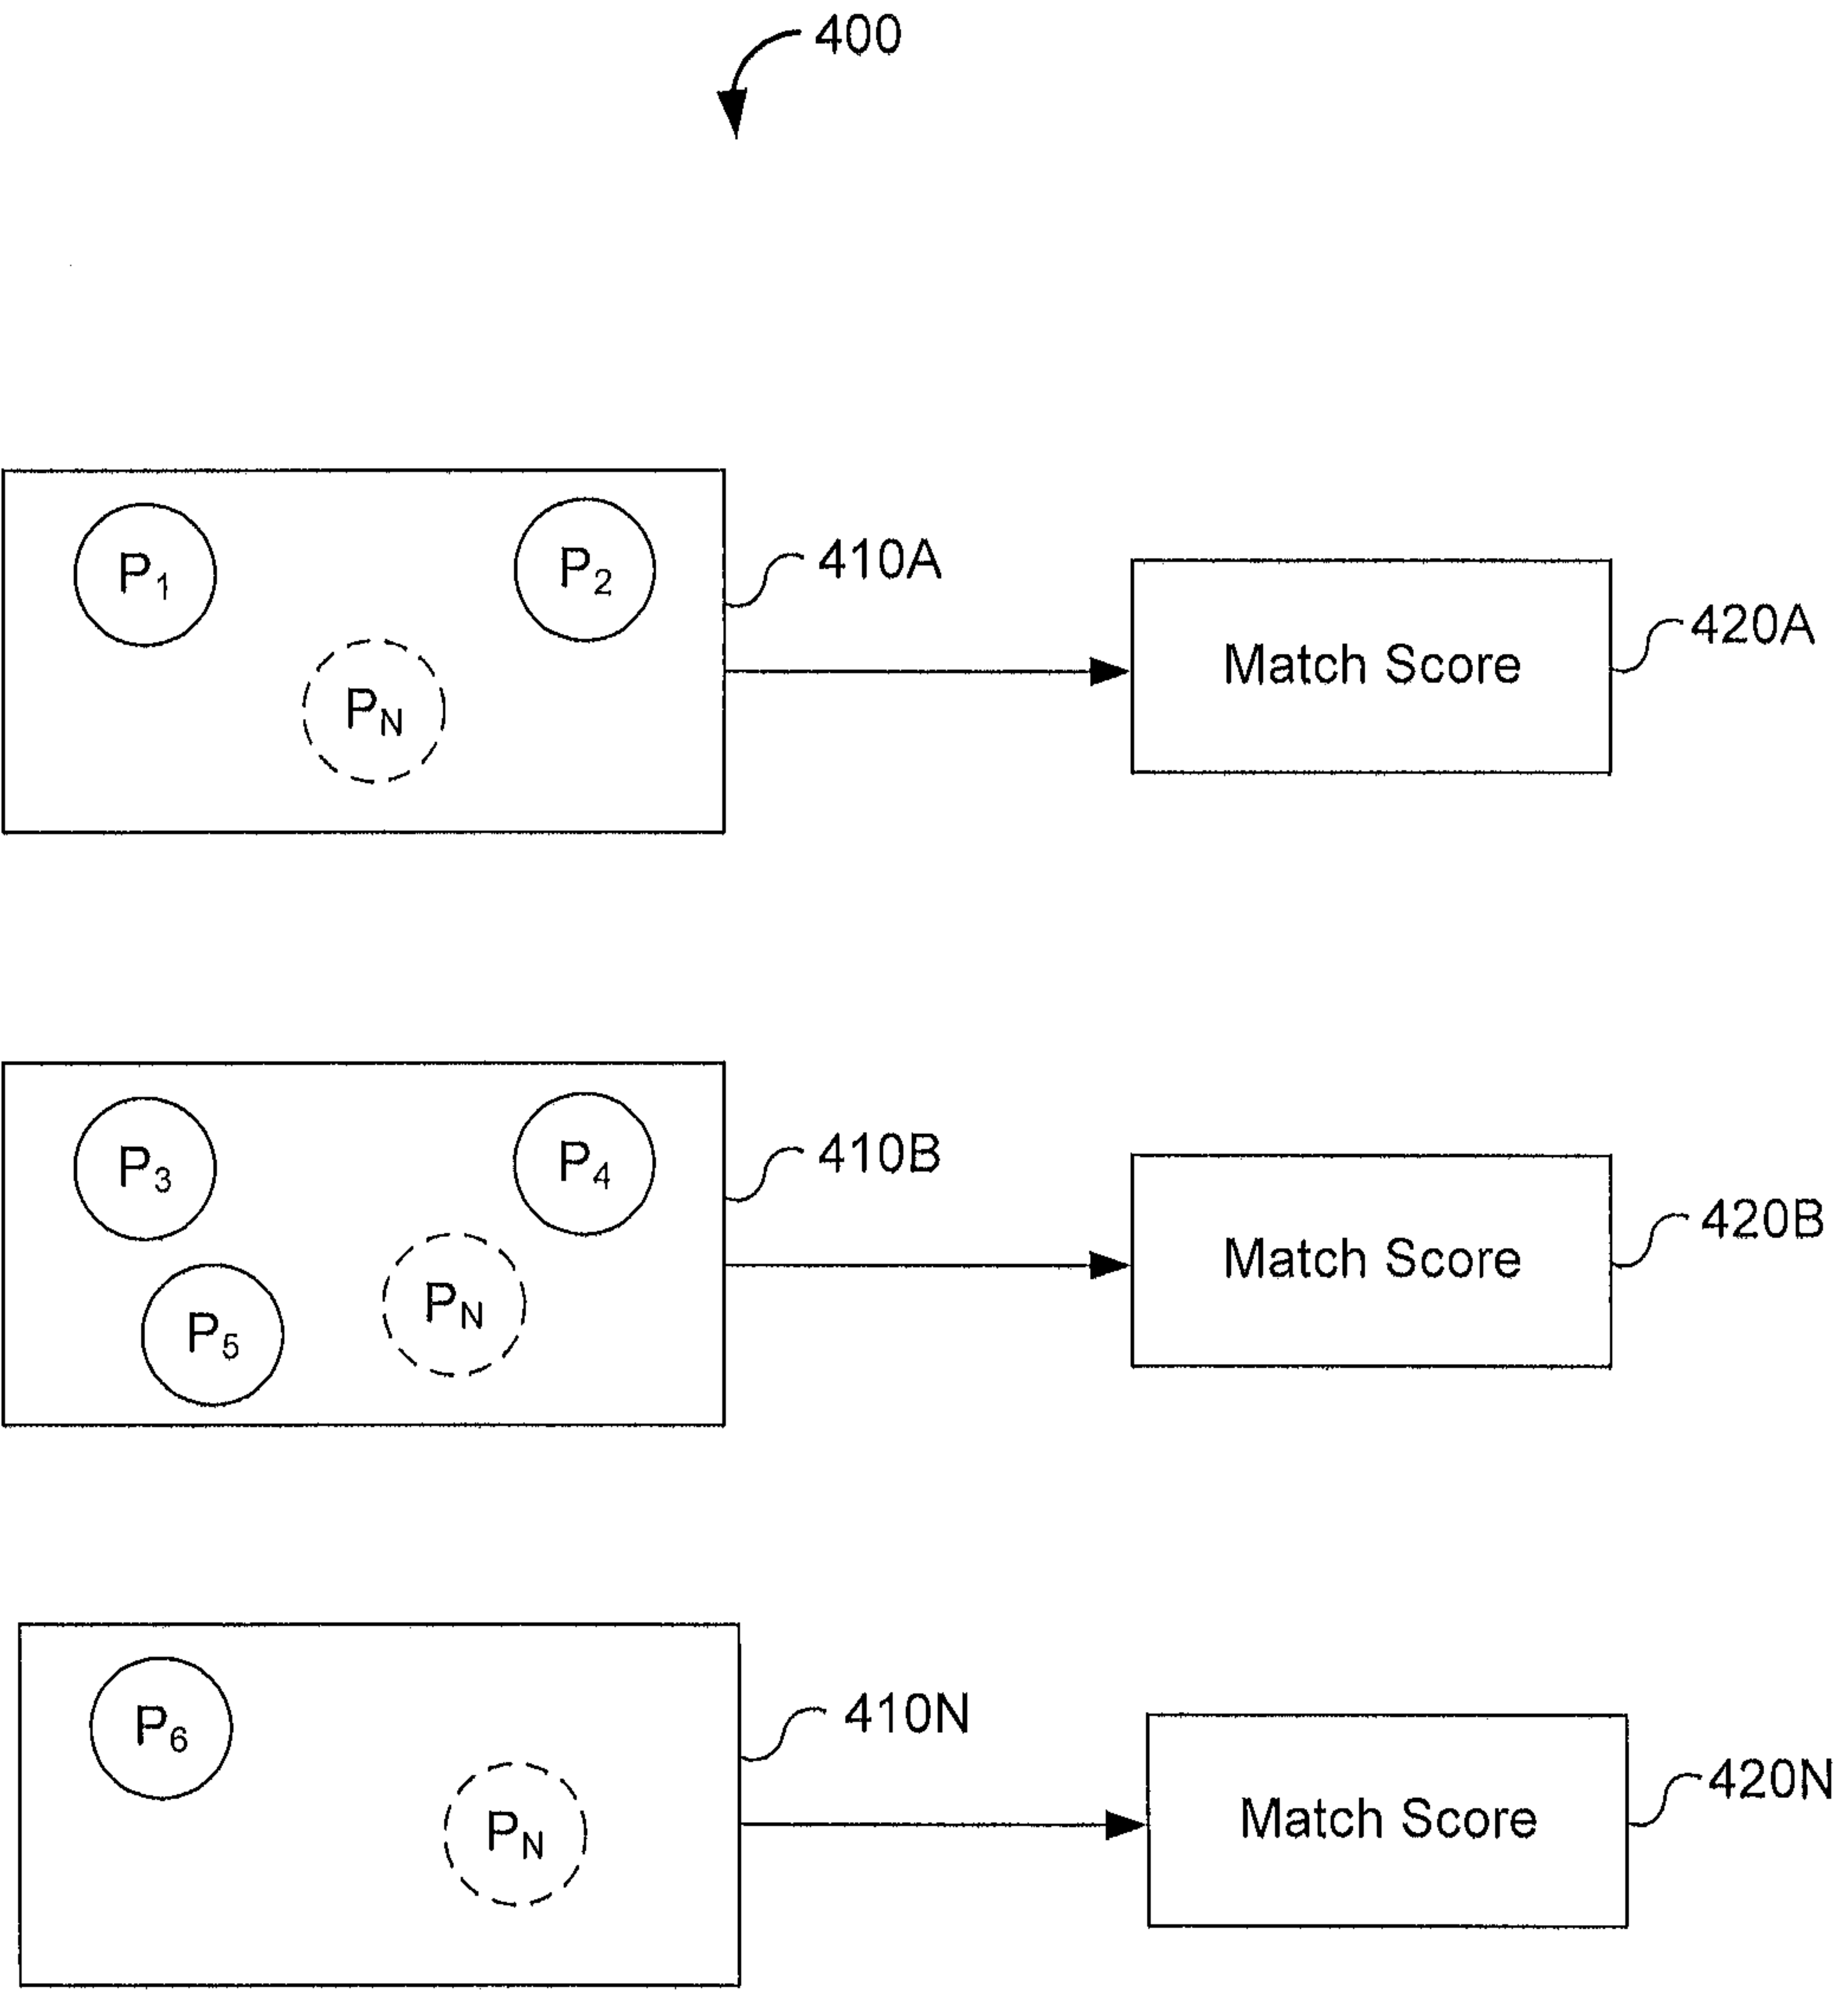 400
P1
P2
410A
PN
Match Score
420A
P3
P4
410B
P5
PN
Match Score
420B
P6
410N
PN
Match Score
420N